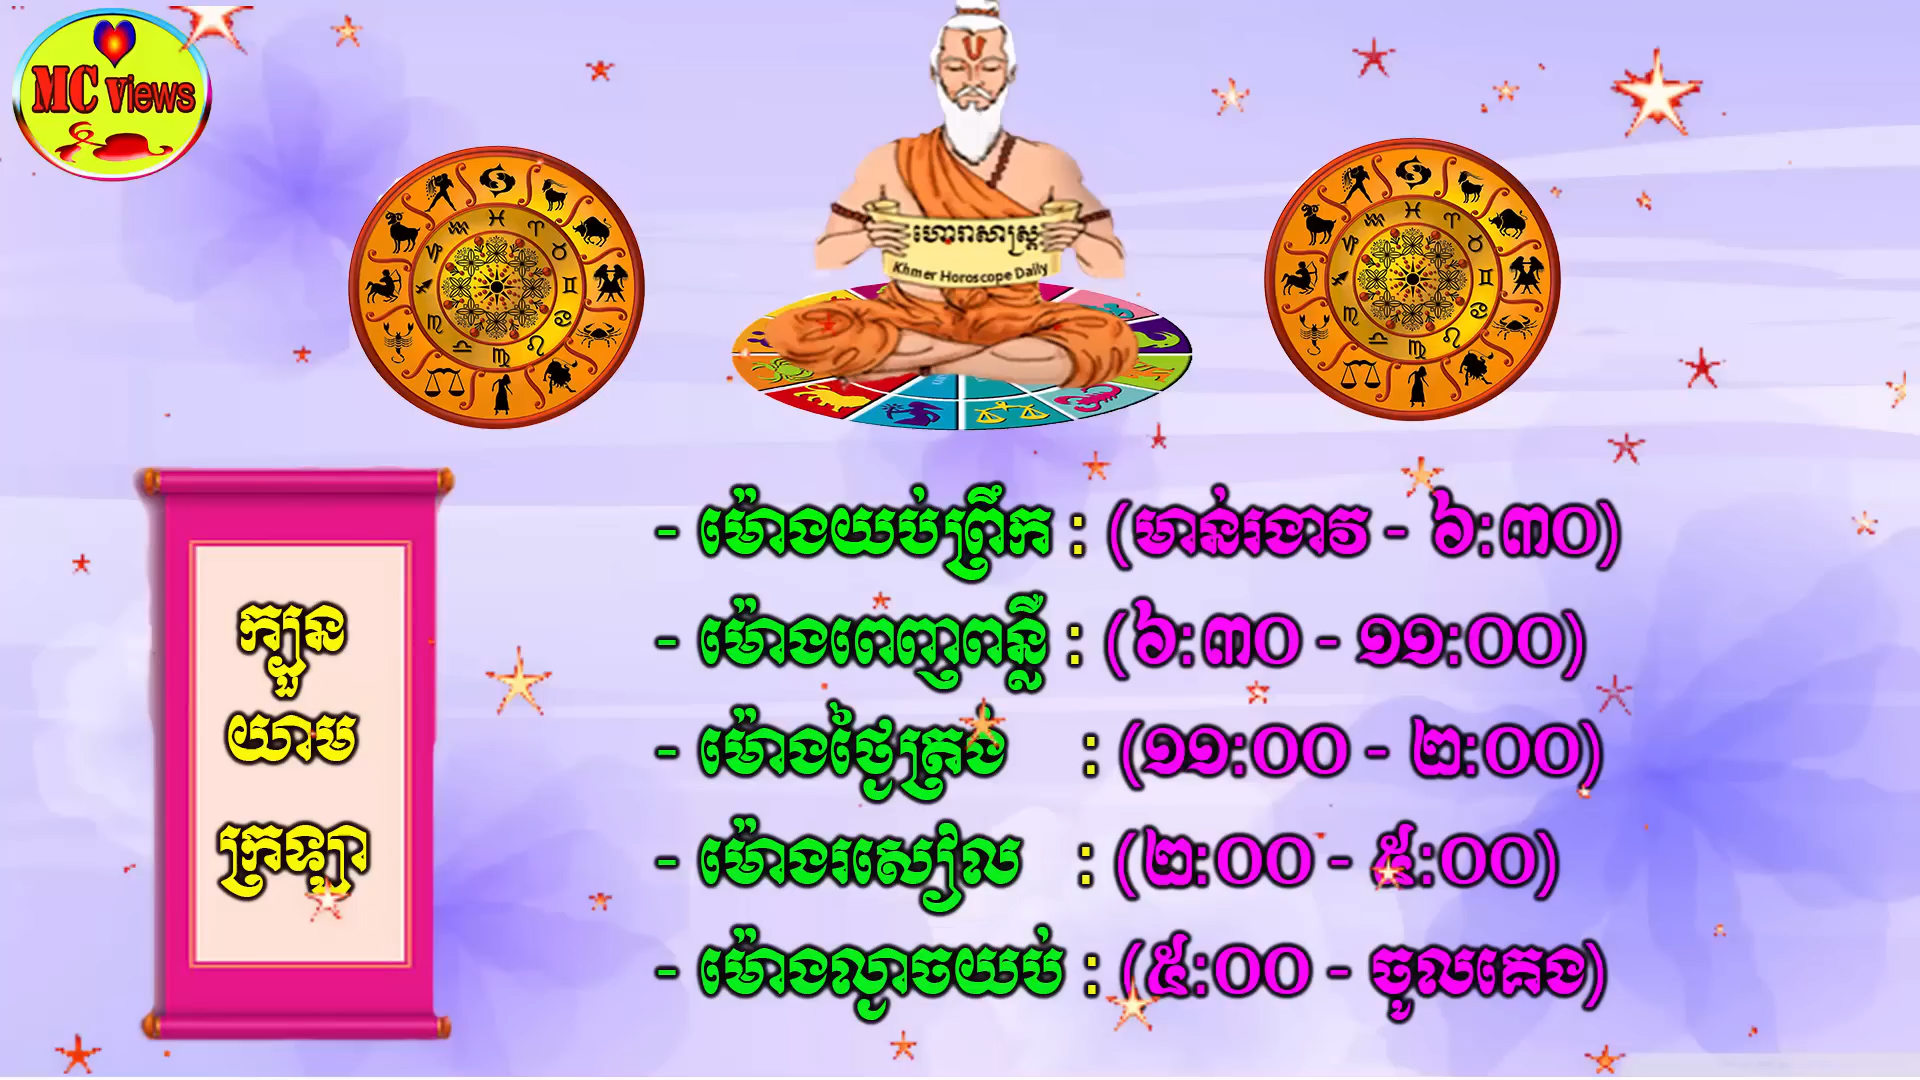 MC Views
ហោរាសាស្ត្រ
Khmer Horoscope Daily
ក្បួន
យាម
ក្រឡា
- ម៉ោងយប់ព្រឹក : (មាន់រងាវ - ៦:៣០)
- ម៉ោងពេញពន្លឺ : (៦:៣០ - ១១:០០)
- ម៉ោងថ្ងៃត្រង់ : (១១:០០ - ២:០០)
- ម៉ោងរសៀល : (២:០០ - ៥:០០)
- ម៉ោងល្ងាចយប់ : (៥:០០ - ចូលគេង)